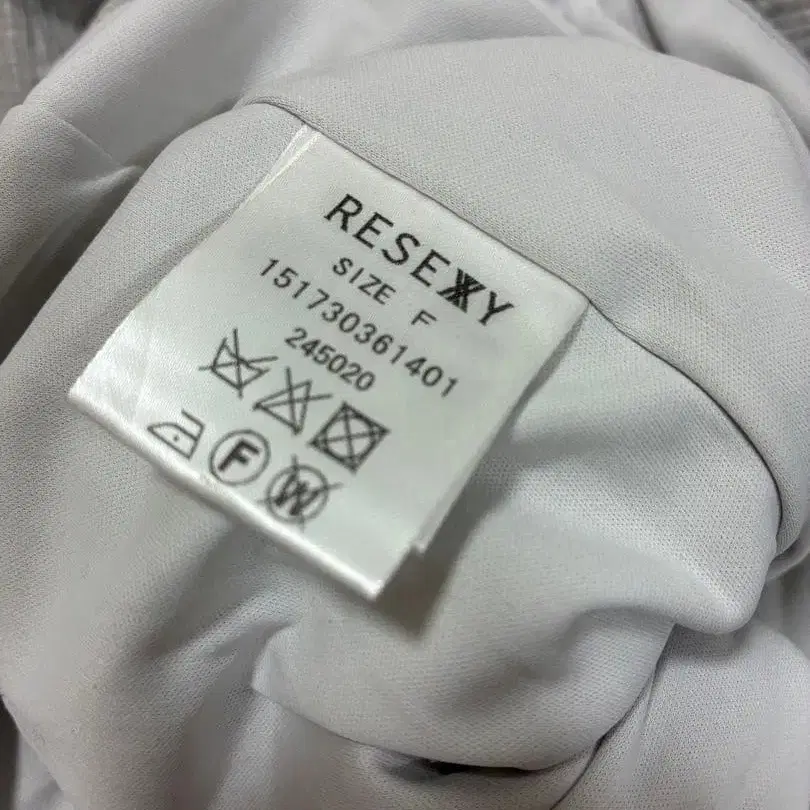 RESEXXY
SIZE F
151730361401
245020
F W